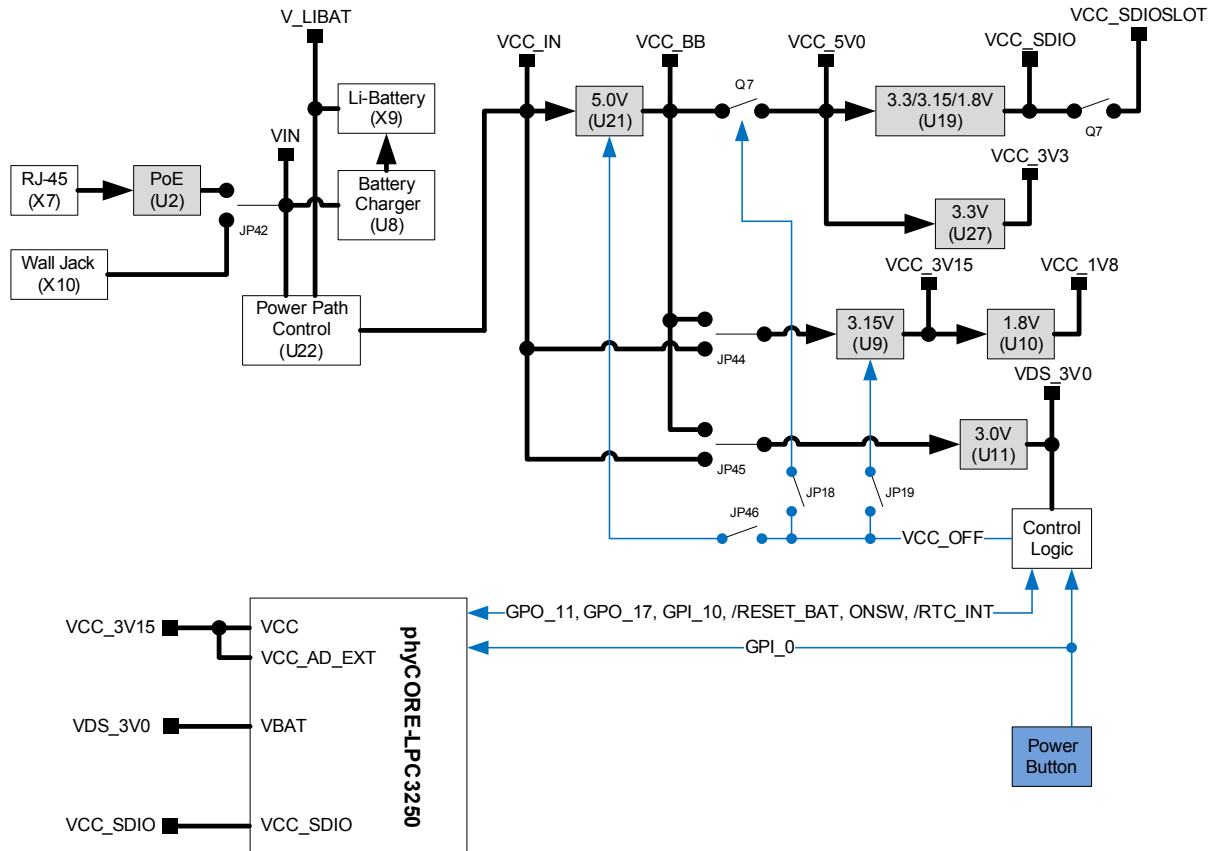 V_LIBAT
VCC_IN
VCC_BB
VCC_5V0
VCC_SDIO
VCC_SDIOSLOT
Li-Battery
(X9)
5.0V
(U21)
Q7
3.3/3.15/1.8V
(U19)
Q7
VIN
RJ-45
(X7)
PoE
(U2)
JP42
Battery
Charger
(U8)
VCC_3V3
3.3V
(U27)
Wall Jack
(X10)
Power Path
Control
(U22)
VCC_3V15
VCC_1V8
JP44
3.15V
(U9)
1.8V
(U10)
VDS_3V0
JP45
3.0V
(U11)
JP18
JP19
JP46
VCC_OFF
Control
Logic
GPO_11, GPO_17, GPI_10, /RESET_BAT, ONSW, /RTC_INT
GPI_0
VCC_3V15
VCC
VCC_AD_EXT
VDS_3V0
VBAT
VCC_SDIO
VCC_SDIO
phyCORE-LPC3250
Power
Button